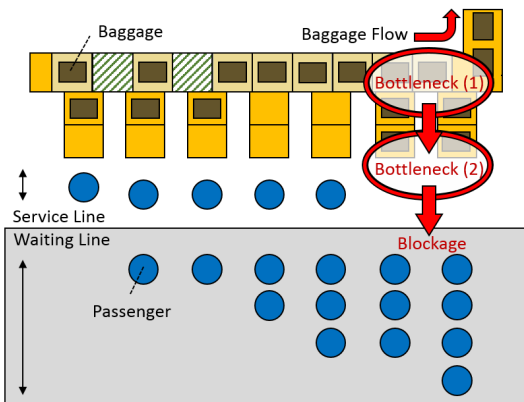 Baggage
Baggage Flow
Bottleneck (1)
Bottleneck (2)
Service Line
Waiting Line
Blockage
Passenger